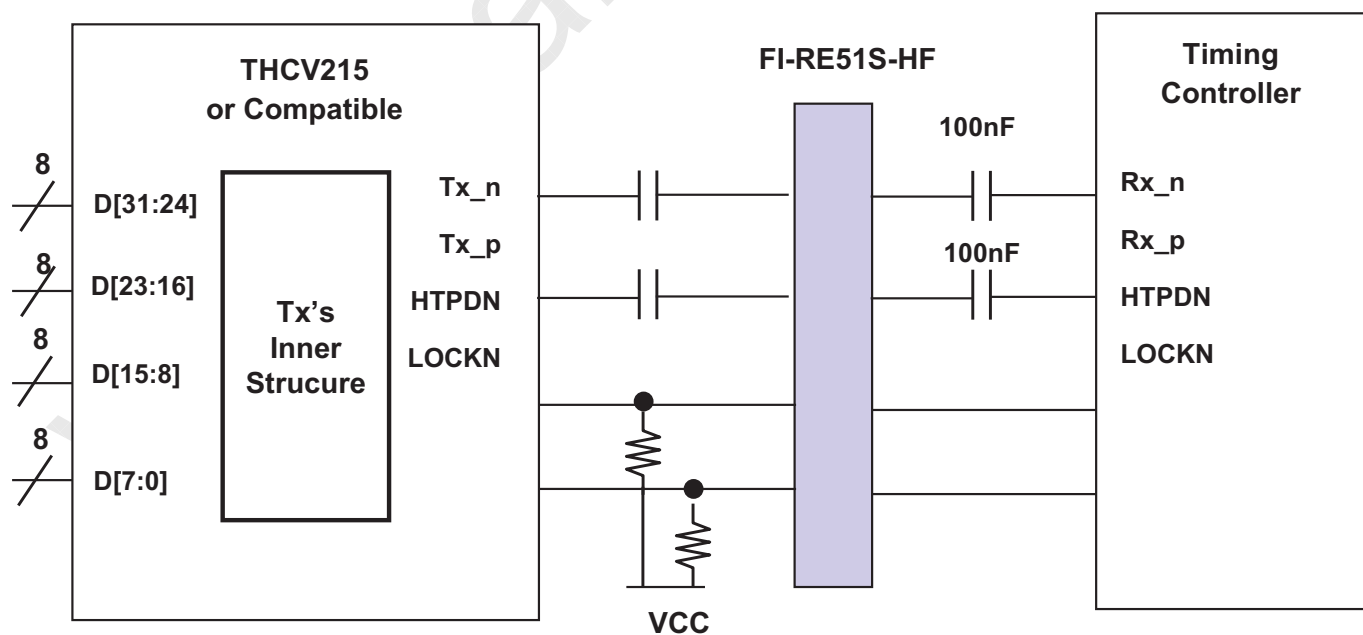 THCV215
or Compatible
8
D[31:24]
8
D[23:16]
8
D[15:8]
8
D[7:0]
Tx's
Inner
Strucure
Tx_n
Tx_p
HTPDN
LOCKN
VCC
FI-RE51S-HF
100nF
100nF
Timing
Controller
Rx_n
Rx_p
HTPDN
LOCKN